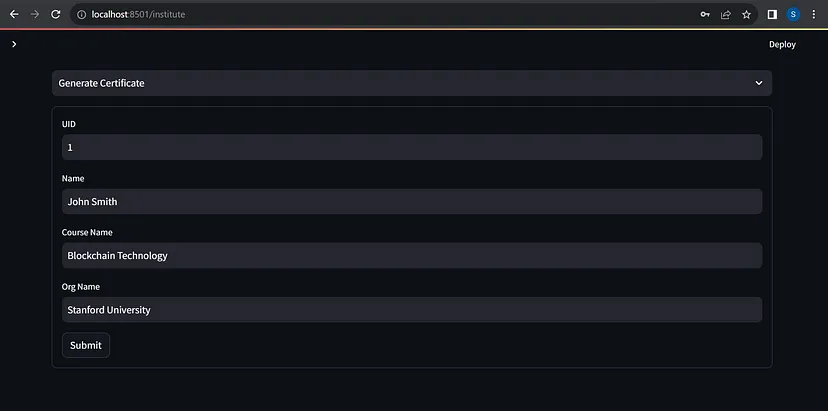 localhost:8501/institute
S
Deploy
Generate Certificate
UID
1
Name
John Smith
Course Name
Blockchain Technology
Org Name
Stanford University
Submit